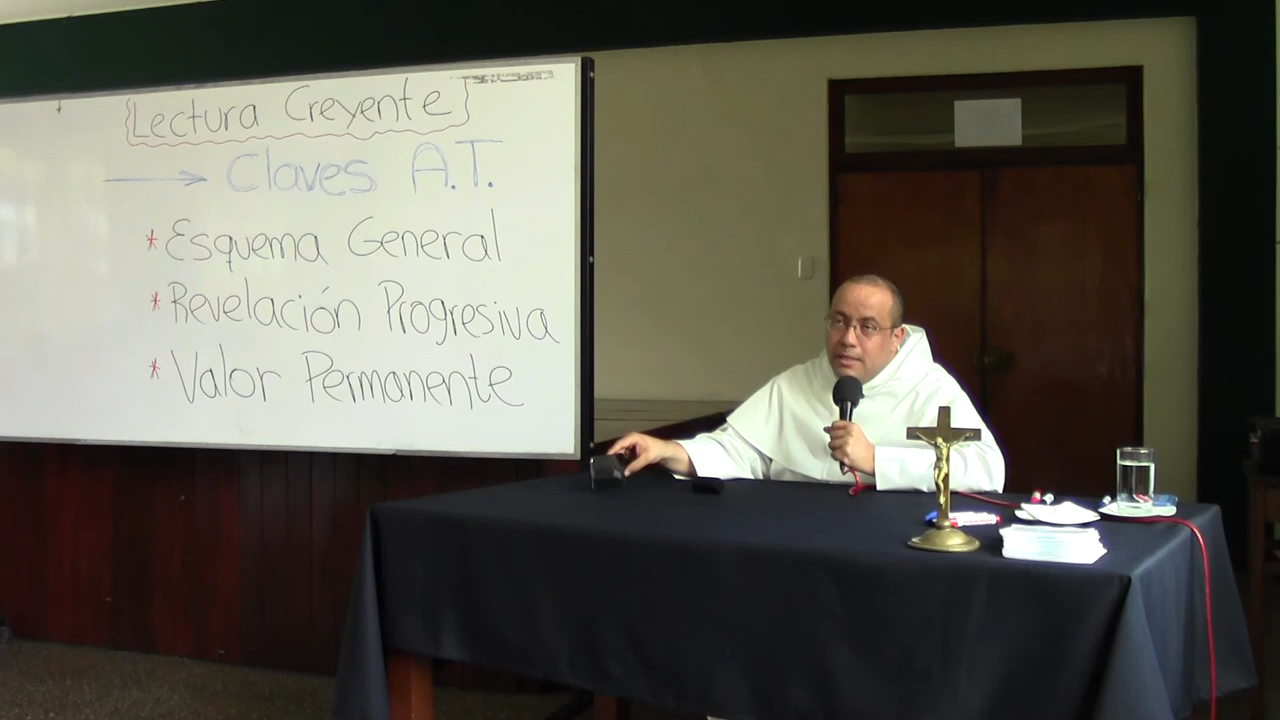 Lectura Creyente
→ Claves A.T.
* Esquema General
* Revelación Progresiva
* Valor Permanente